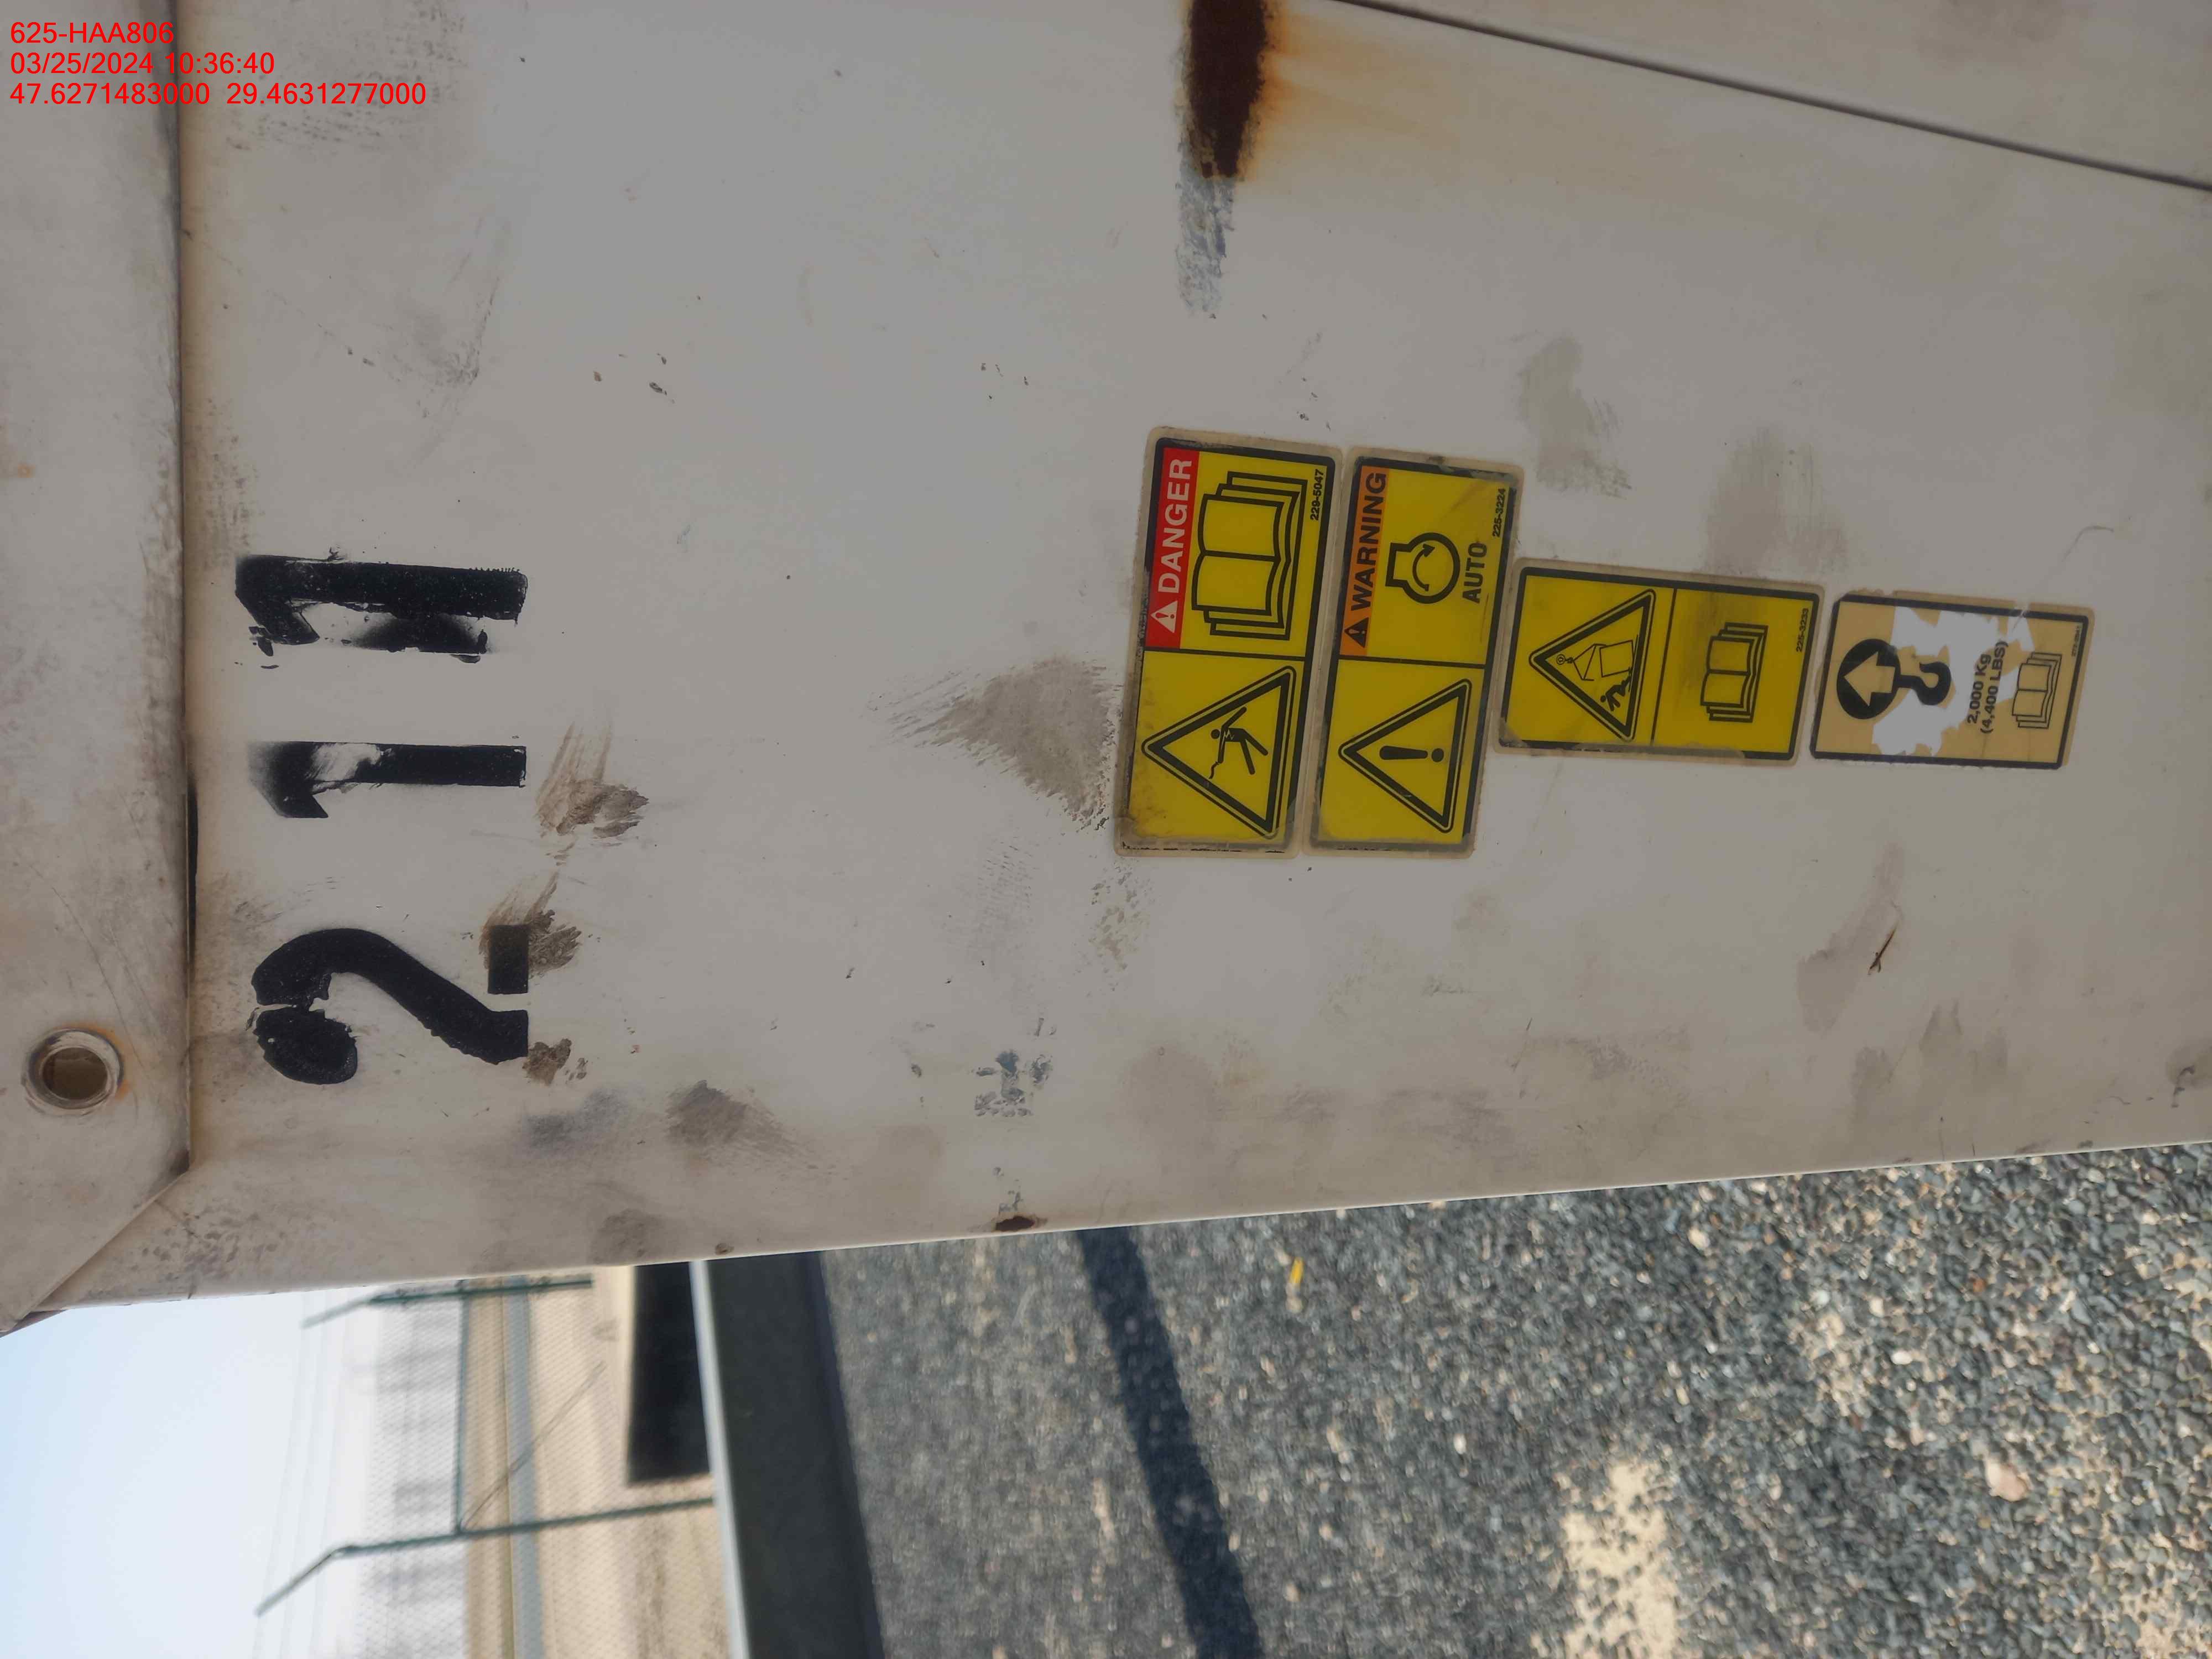 625-HAA806
03/25/2024 10:36:40
47.6271483000 29.4631277000
211
DANGER
229-5047
WARNING
AUTO
225-3224
225-3233
2,000 Kg
(4,400 LBS)